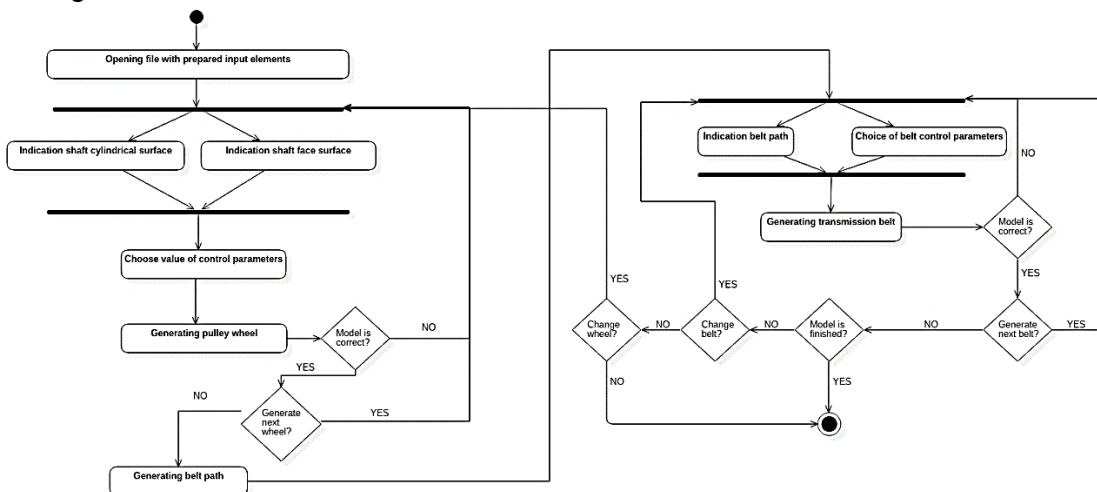 Opening file with prepared input elements
Indication shaft cylindrical surface
Indication shaft face surface
Choose value of control parameters
Generating pulley wheel
Model is
correct?
NO
YES
Generate
next
wheel?
NO
YES
Generating belt path
Indication belt path
Choice of belt control parameters
NO
Generating transmission belt
Model is
correct?
YES
Generate
next belt?
YES
NO
Model is
finished?
NO
YES
Change
belt?
YES
NO
Change
wheel?
YES
NO